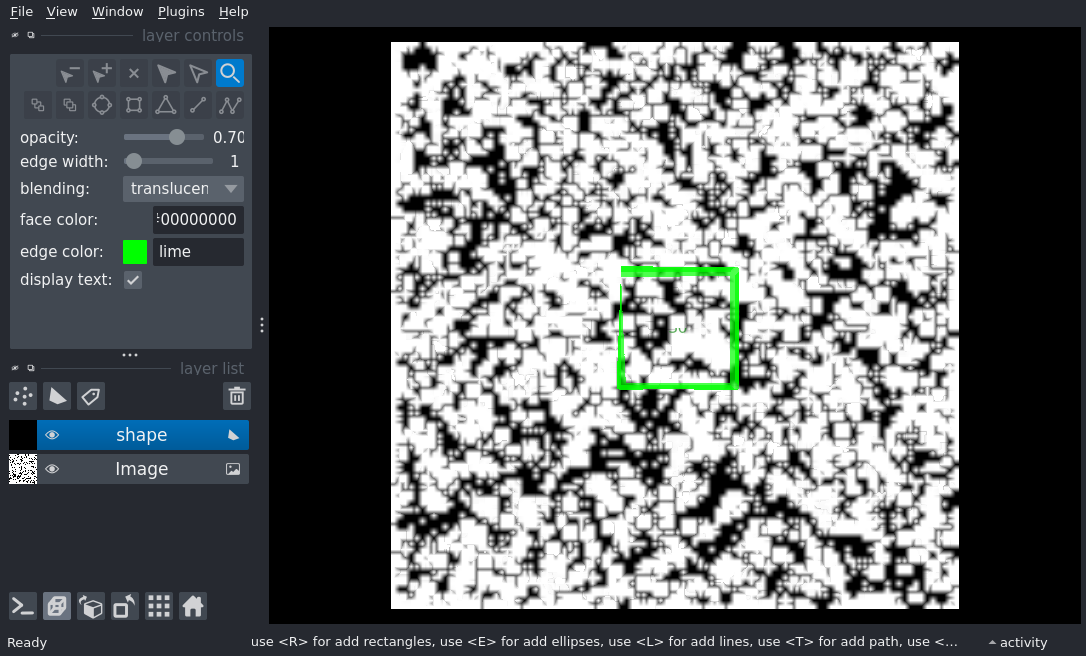 File View Window Plugins Help
layer controls
opacity: 0.70
edge width: 1
blending: translucen
face color: 00000000
edge color: lime
display text:
layer list
shape
Image
Ready use <R> for add rectangles, use <E> for add ellipses, use <L> for add lines, use <T> for add path, use <... activity